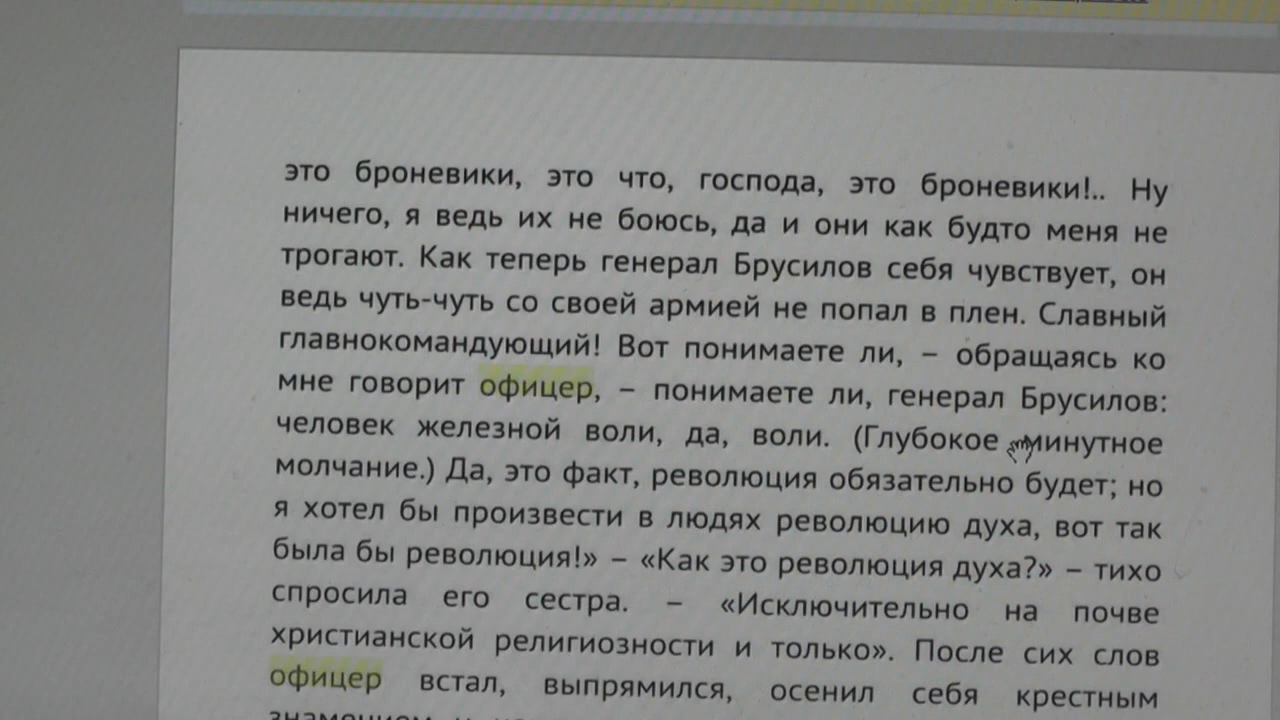 это броневики, это что, господа, это броневики!.. Ну
ничего, я ведь их не боюсь, да и они как будто меня не
трогают. Как теперь генерал Брусилов себя чувствует, он
ведь чуть-чуть со своей армией не попал в плен. Славный
главнокомандующий! Вот понимаете ли, – обращаясь ко
мне говорит офицер, – понимаете ли, генерал Брусилов:
человек железной воли, да, воли. (Глубокое минутное
молчание.) Да, это факт, революция обязательно будет; но
я хотел бы произвести в людях революцию духа, вот так
была бы революция!» – «Как это революция духа?» – тихо
спросила его сестра. – «Исключительно на почве
христианской религиозности и только». После сих слов
офицер встал, выпрямился, осенил себя крестным